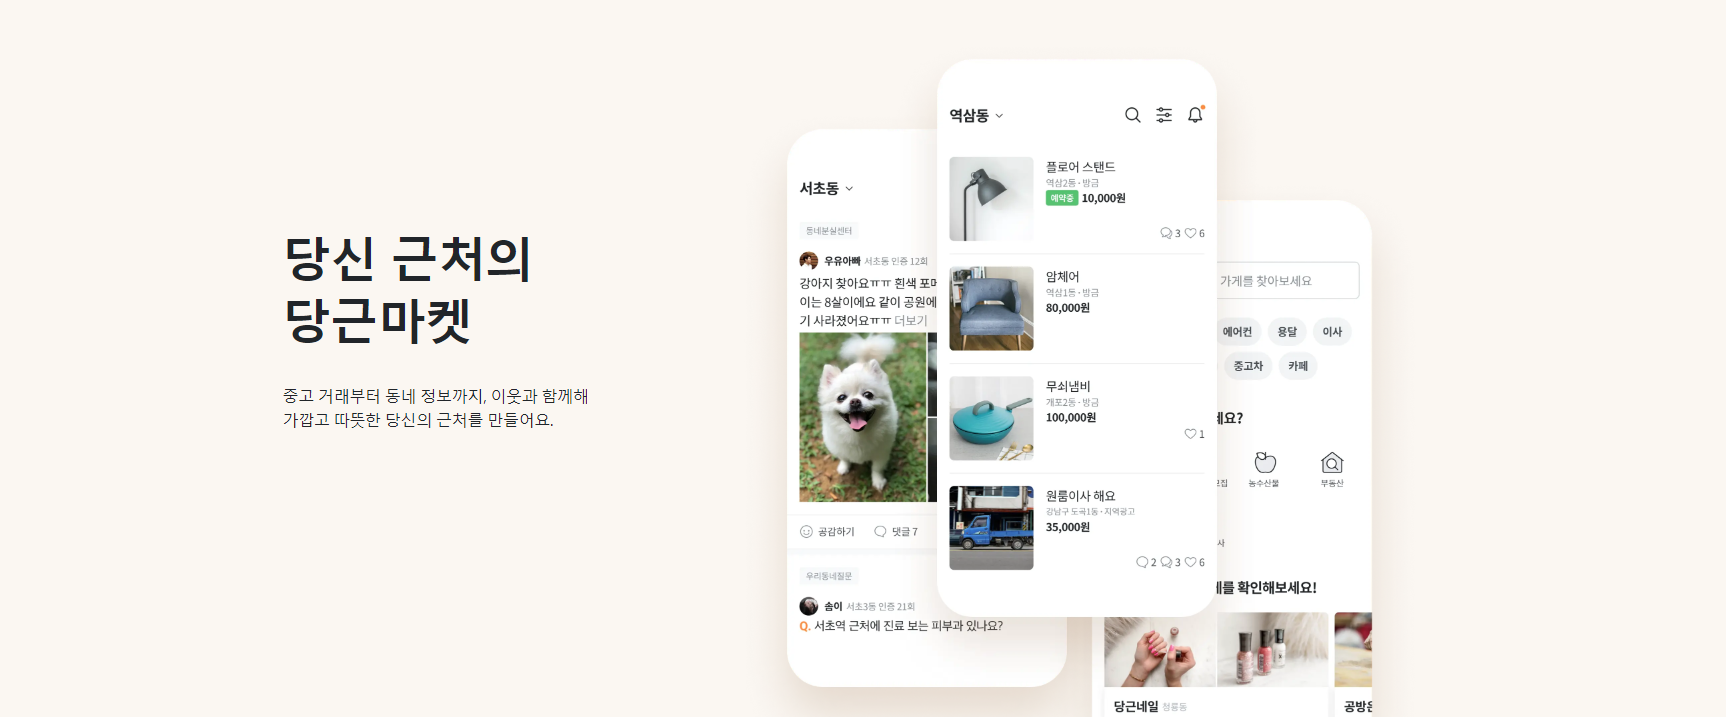 당신 근처의
당근마켓
중고 거래부터 동네 정보까지, 이웃과 함께해
가깝고 따뜻한 당신의 근처를 만들어요.
서초동
동네분실센터
우유아빠 서초동 인증 12회
강아지 찾아요ㅠㅠ 흰색 포메
이는 8살이에요 같이 공원에
기 사라졌어요ㅠㅠ 더보기
공감하기 댓글 7
우리동네질문
솜이 서초3동 인증 21회
Q. 서초역 근처에 진료 보는 피부과 있나요?
역삼동
플로어 스탠드
역삼2동 · 방금
예약중 10,000원
3 6
암체어
역삼1동 · 방금
80,000원
무쇠냄비
개포2동 · 방금
100,000원
1
원룸이사 해요
강남구 도곡1동 · 지역광고
35,000원
2 3 6
가게를 찾아보세요
에어컨 용달 이사
중고차 카페
세요?
모집 농수산물 부동산
사
게를 확인해보세요!
당근네일 정릉동
공방은